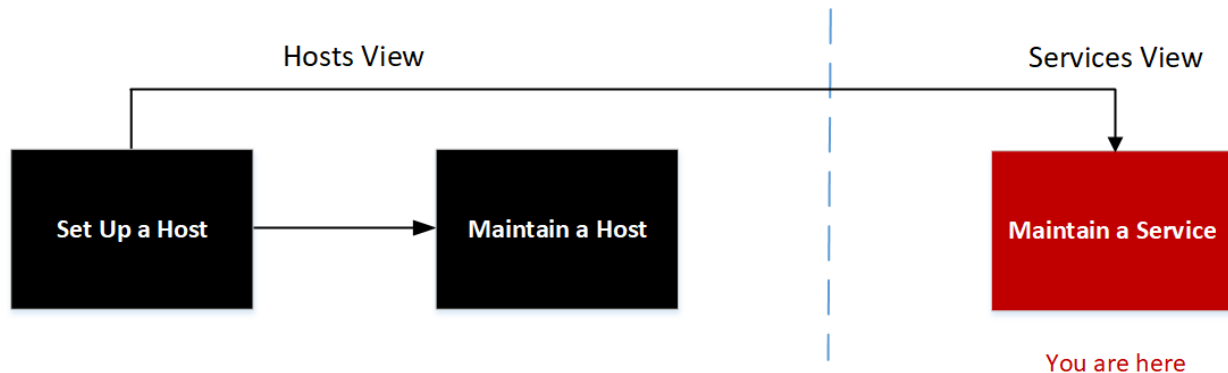 Hosts View
Services View
Set Up a Host
Maintain a Host
Maintain a Service
You are here